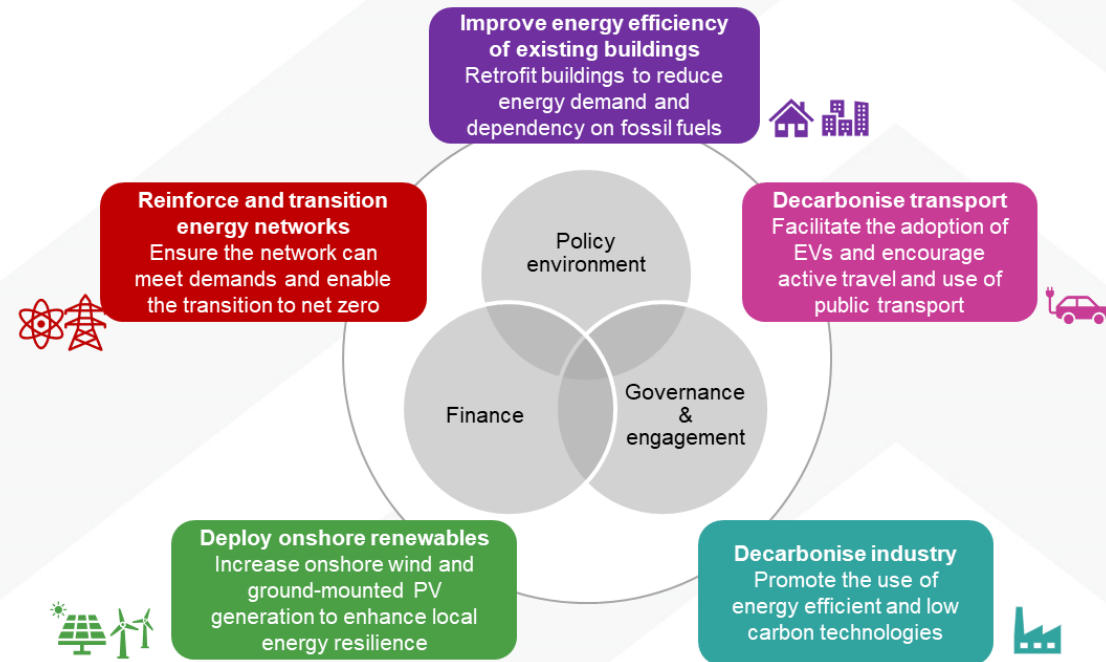 Improve energy efficiency
of existing buildings
Retrofit buildings to reduce
energy demand and
dependency on fossil fuels
Reinforce and transition
energy networks
Ensure the network can
meet demands and enable
the transition to net zero
Decarbonise transport
Facilitate the adoption of
EVs and encourage
active travel and use of
public transport
Policy
environment
Finance
Governance
&
engagement
Deploy onshore renewables
Increase onshore wind and
ground-mounted PV
generation to enhance local
energy resilience
Decarbonise industry
Promote the use of
energy efficient and low
carbon technologies